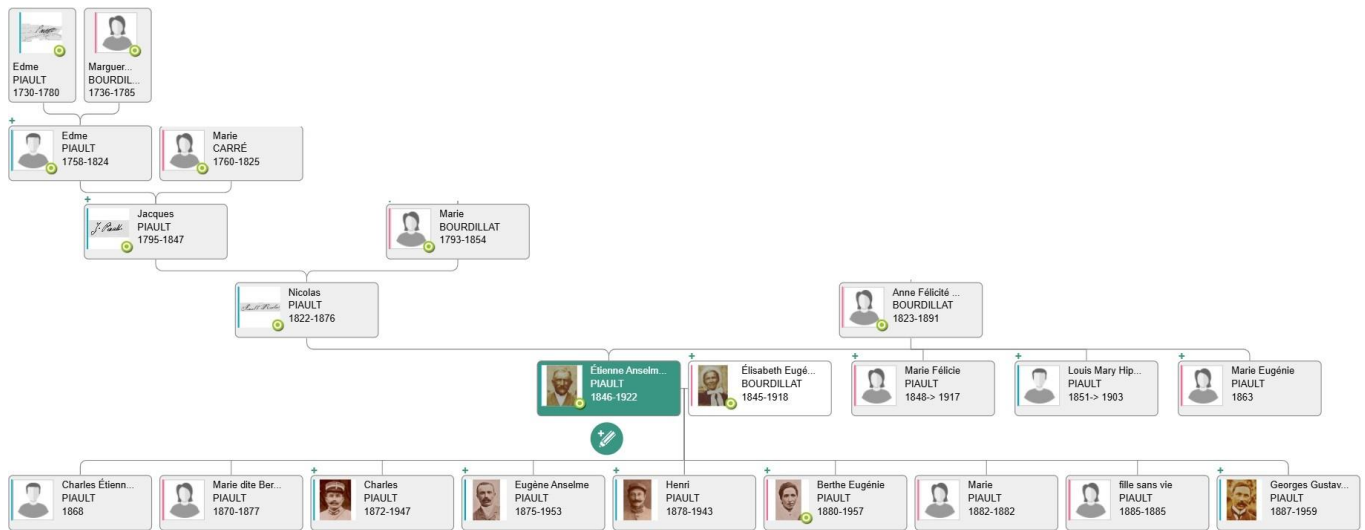 Edme
PIAULT
1730-1780
Marguer...
BOURDIL...
1736-1785
Edme
PIAULT
1758-1824
Marie
CARRÉ
1760-1825
J. Piault
Jacques
PIAULT
1795-1847
Marie
BOURDILLAT
1793-1854
Nicolas
PIAULT
1822-1876
Anne Félicité ...
BOURDILLAT
1823-1891
Étienne Anselm...
PIAULT
1846-1922
Élisabeth Eugé...
BOURDILLAT
1845-1918
Marie Félicie
PIAULT
1848-> 1917
Louis Mary Hip...
PIAULT
1851-> 1903
Marie Eugénie
PIAULT
1863
Charles Étienn...
PIAULT
1868
Marie dite Ber...
PIAULT
1870-1877
Charles
PIAULT
1872-1947
Eugène Anselme
PIAULT
1875-1953
Henri
PIAULT
1878-1943
Berthe Eugénie
PIAULT
1880-1957
Marie
PIAULT
1882-1882
fille sans vie
PIAULT
1885-1885
Georges Gustav...
PIAULT
1887-1959